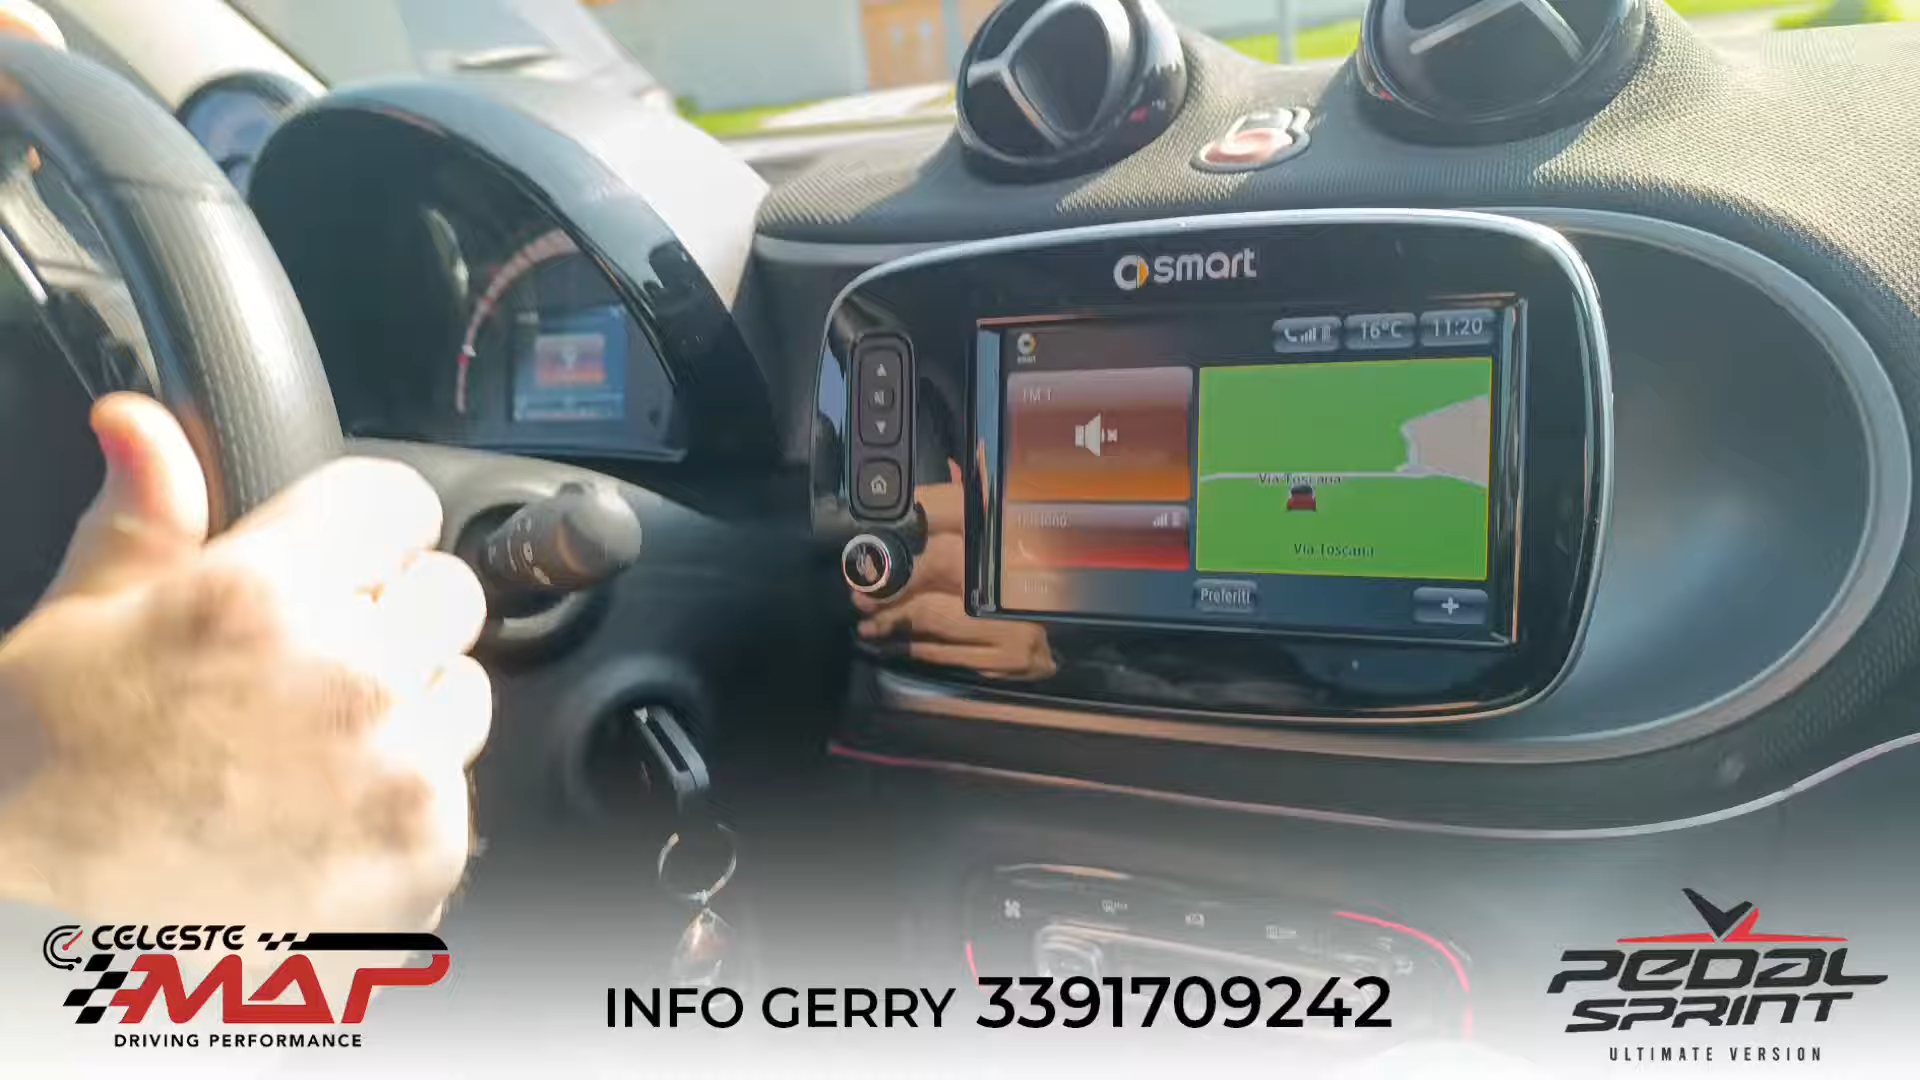 smart
16°C
11:20
FM 1
Via Toscana
Via Toscana
Preferiti
+
CELESTE
MAP
DRIVING PERFORMANCE
INFO GERRY 3391709242
PEDAL
SPRINT
ULTIMATE VERSION